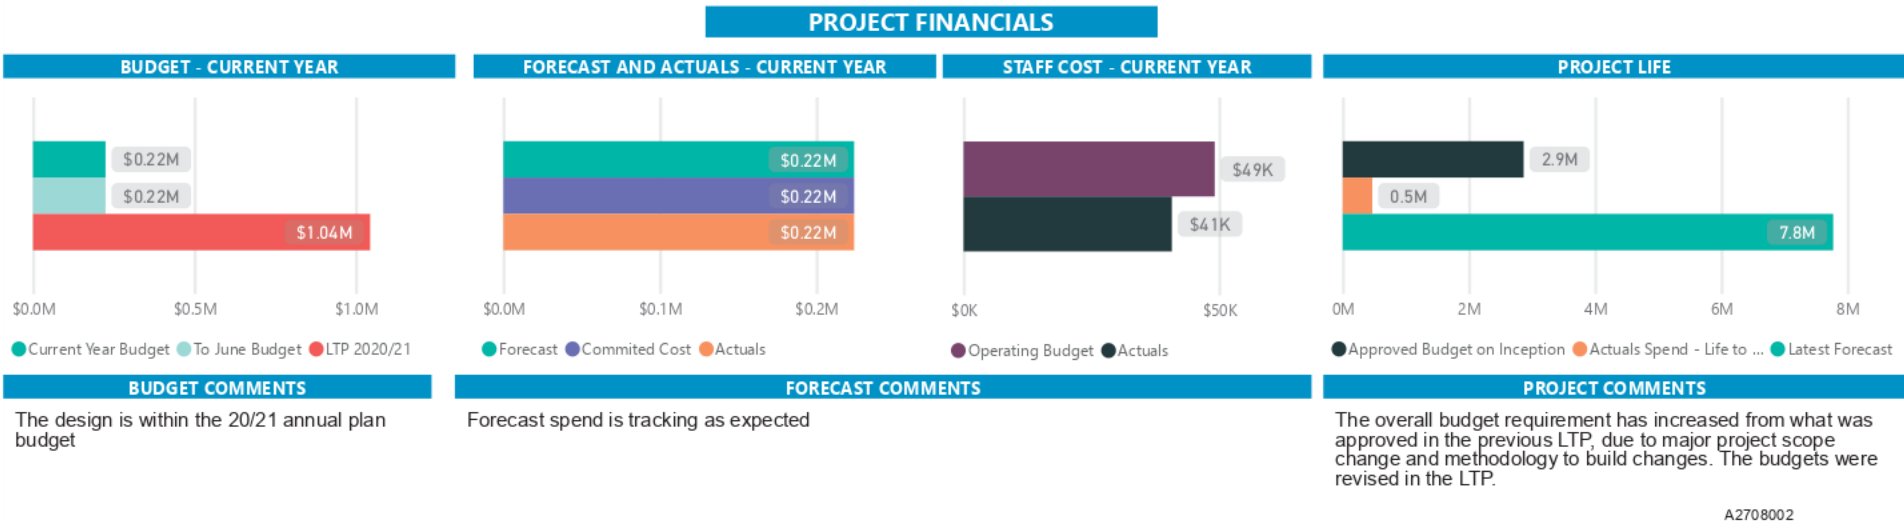 PROJECT FINANCIALS
BUDGET - CURRENT YEAR
$0.22M
$0.22M
$1.04M
$0.0M $0.5M $1.0M
Current Year Budget To June Budget LTP 2020/21
FORECAST AND ACTUALS - CURRENT YEAR
$0.22M
$0.22M
$0.22M
$0.0M $0.1M $0.2M
Forecast Commited Cost Actuals
STAFF COST - CURRENT YEAR
$49K
$41K
$0K $50K
Operating Budget Actuals
PROJECT LIFE
2.9M
0.5M
7.8M
0M 2M 4M 6M 8M
Approved Budget on Inception Actuals Spend - Life to ... Latest Forecast
BUDGET COMMENTS
The design is within the 20/21 annual plan
budget
FORECAST COMMENTS
Forecast spend is tracking as expected
PROJECT COMMENTS
The overall budget requirement has increased from what was
approved in the previous LTP, due to major project scope
change and methodology to build changes. The budgets were
revised in the LTP.
A2708002